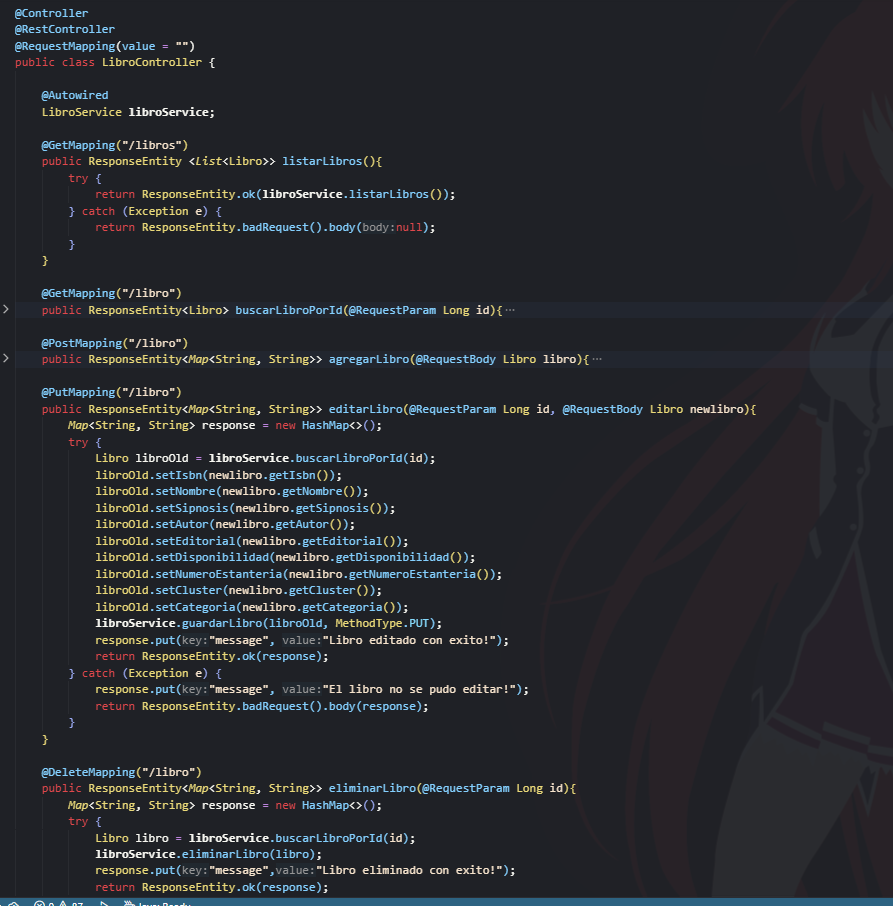 @Controller
@RestController
@RequestMapping(value = "")
public class LibroController {
@Autowired
LibroService libroService;
@GetMapping("/libros")
public ResponseEntity <List<Libro>> listarLibros(){
try {
return ResponseEntity.ok(libroService.listarLibros());
} catch (Exception e) {
return ResponseEntity.badRequest().body(body:null);
}
}
@GetMapping("/libro")
public ResponseEntity<Libro> buscarLibroPorId(@RequestParam Long id){ ···
@PostMapping("/libro")
public ResponseEntity<Map<String, String>> agregarLibro(@RequestBody Libro libro){ ···
@PutMapping("/libro")
public ResponseEntity<Map<String, String>> editarLibro(@RequestParam Long id, @RequestBody Libro newlibro){
Map<String, String> response = new HashMap<>();
try {
Libro libroOld = libroService.buscarLibroPorId(id);
libroOld.setIsbn(newlibro.getIsbn());
libroOld.setNombre(newlibro.getNombre());
libroOld.setSipnosis(newlibro.getSipnosis());
libroOld.setAutor(newlibro.getAutor());
libroOld.setEditorial(newlibro.getEditorial());
libroOld.setDisponibilidad(newlibro.getDisponibilidad());
libroOld.setNumeroEstanteria(newlibro.getNumeroEstanteria());
libroOld.setCluster(newlibro.getCluster());
libroOld.setCategoria(newlibro.getCategoria());
libroService.guardarLibro(libroOld, MethodType.PUT);
response.put(key:"message", value:"Libro editado con exito!");
return ResponseEntity.ok(response);
} catch (Exception e) {
response.put(key:"message", value:"El libro no se pudo editar!");
return ResponseEntity.badRequest().body(response);
}
}
@DeleteMapping("/libro")
public ResponseEntity<Map<String, String>> eliminarLibro(@RequestParam Long id){
Map<String, String> response = new HashMap<>();
try {
Libro libro = libroService.buscarLibroPorId(id);
libroService.eliminarLibro(libro);
response.put(key:"message",value:"Libro eliminado con exito!");
return ResponseEntity.ok(response);